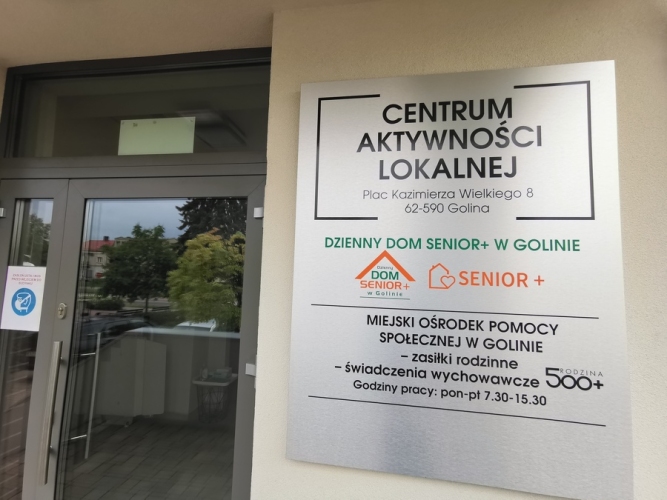 CENTRUM
AKTYWNOŚCI
LOKALNEJ
Plac Kazimierza Wielkiego 8
62-590 Golina
DZIENNY DOM SENIOR+ W GOLINIE
Dzienny
DOM
SENIOR+
w Golinie
SENIOR +
MIEJSKI OŚRODEK POMOCY
SPOŁECZNEJ W GOLINIE
– zasiłki rodzinne
– świadczenia wychowawcze
RODZINA
500+
Godziny pracy: pon-pt 7.30-15.30